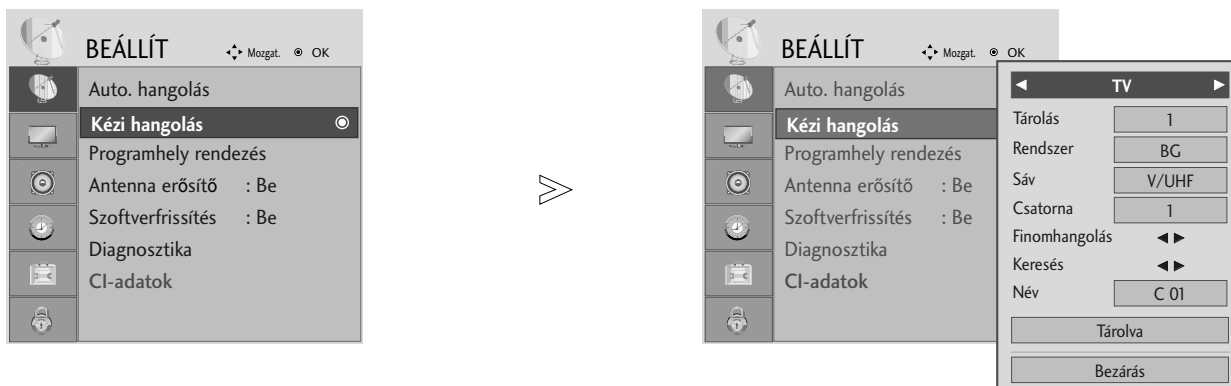 BEÁLLÍT Mozgat. OK
Auto. hangolás
Kézi hangolás
Programhely rendezés
Antenna erősítő : Be
Szoftverfrissítés : Be
Diagnosztika
CI-adatok
BEÁLLÍT Mozgat. OK
Auto. hangolás
Kézi hangolás
Programhely rendezés
Antenna erősítő : Be
Szoftverfrissítés : Be
Diagnosztika
CI-adatok
TV
Tárolás 1
Rendszer BG
Sáv V/UHF
Csatorna 1
Finomhangolás
Keresés
Név C 01
Tárolva
Bezárás